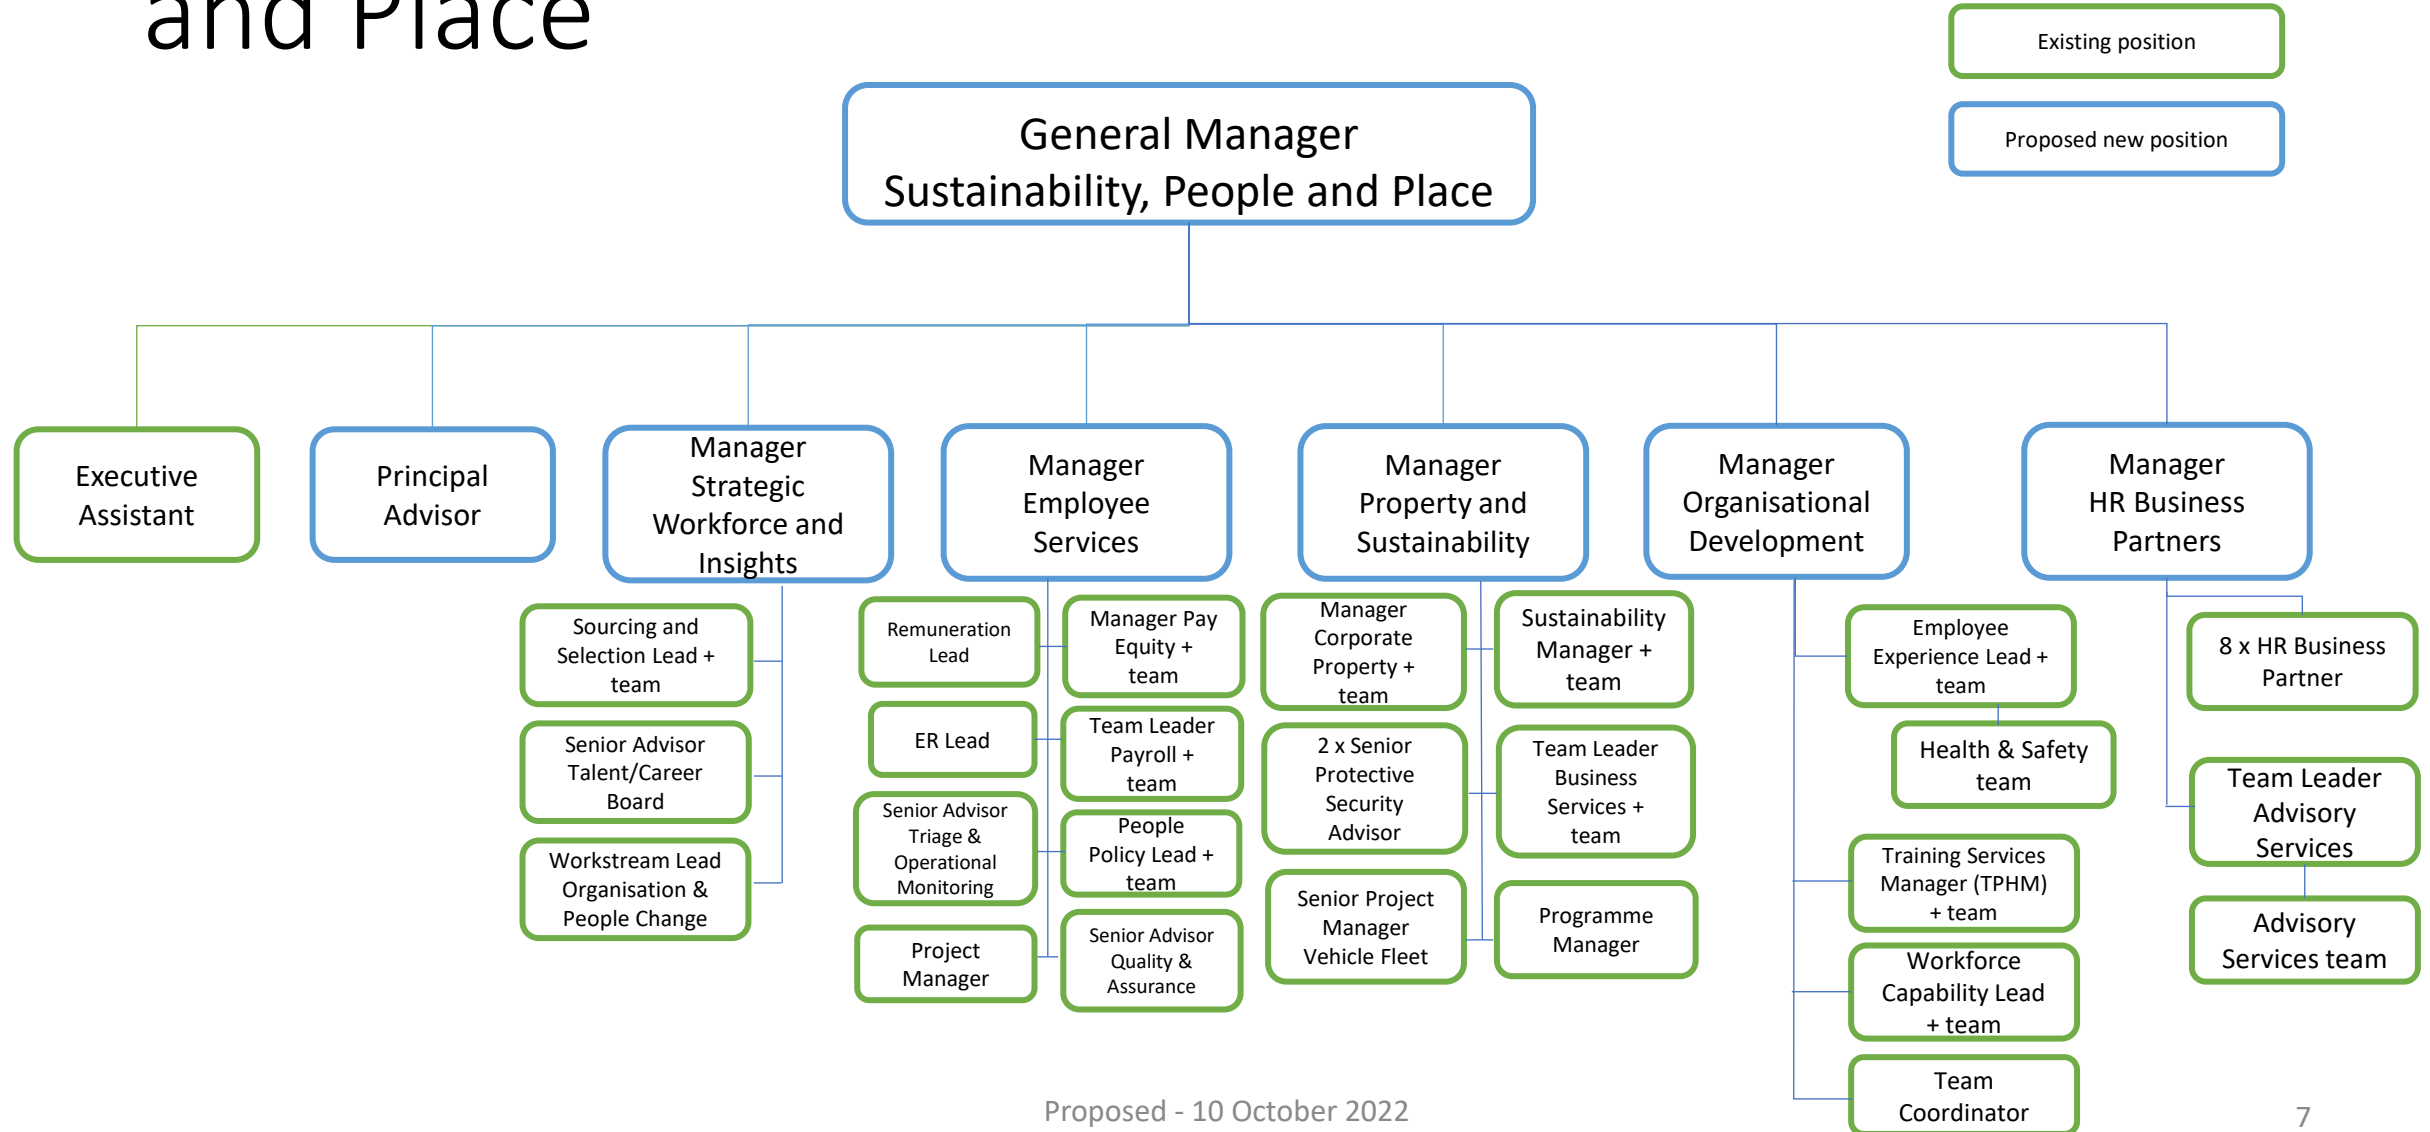 and Place
Existing position
Proposed new position
General Manager
Sustainability, People and Place
Executive
Assistant
Principal
Advisor
Manager
Strategic
Workforce and
Insights
Manager
Employee
Services
Manager
Property and
Sustainability
Manager
Organisational
Development
Manager
HR Business
Partners
Sourcing and
Selection Lead +
team
Senior Advisor
Talent/Career
Board
Workstream Lead
Organisation &
People Change
Remuneration
Lead
Manager Pay
Equity +
team
ER Lead
Team Leader
Payroll +
team
Senior Advisor
Triage &
Operational
Monitoring
People
Policy Lead +
team
Project
Manager
Senior Advisor
Quality &
Assurance
Manager
Corporate
Property +
team
Sustainability
Manager +
team
2 x Senior
Protective
Security
Advisor
Team Leader
Business
Services +
team
Senior Project
Manager
Vehicle Fleet
Programme
Manager
Employee
Experience Lead +
team
Health & Safety
team
Training Services
Manager (TPHM)
+ team
Workforce
Capability Lead
+ team
Team
Coordinator
8 x HR Business
Partner
Team Leader
Advisory
Services
Advisory
Services team
Proposed - 10 October 2022
7